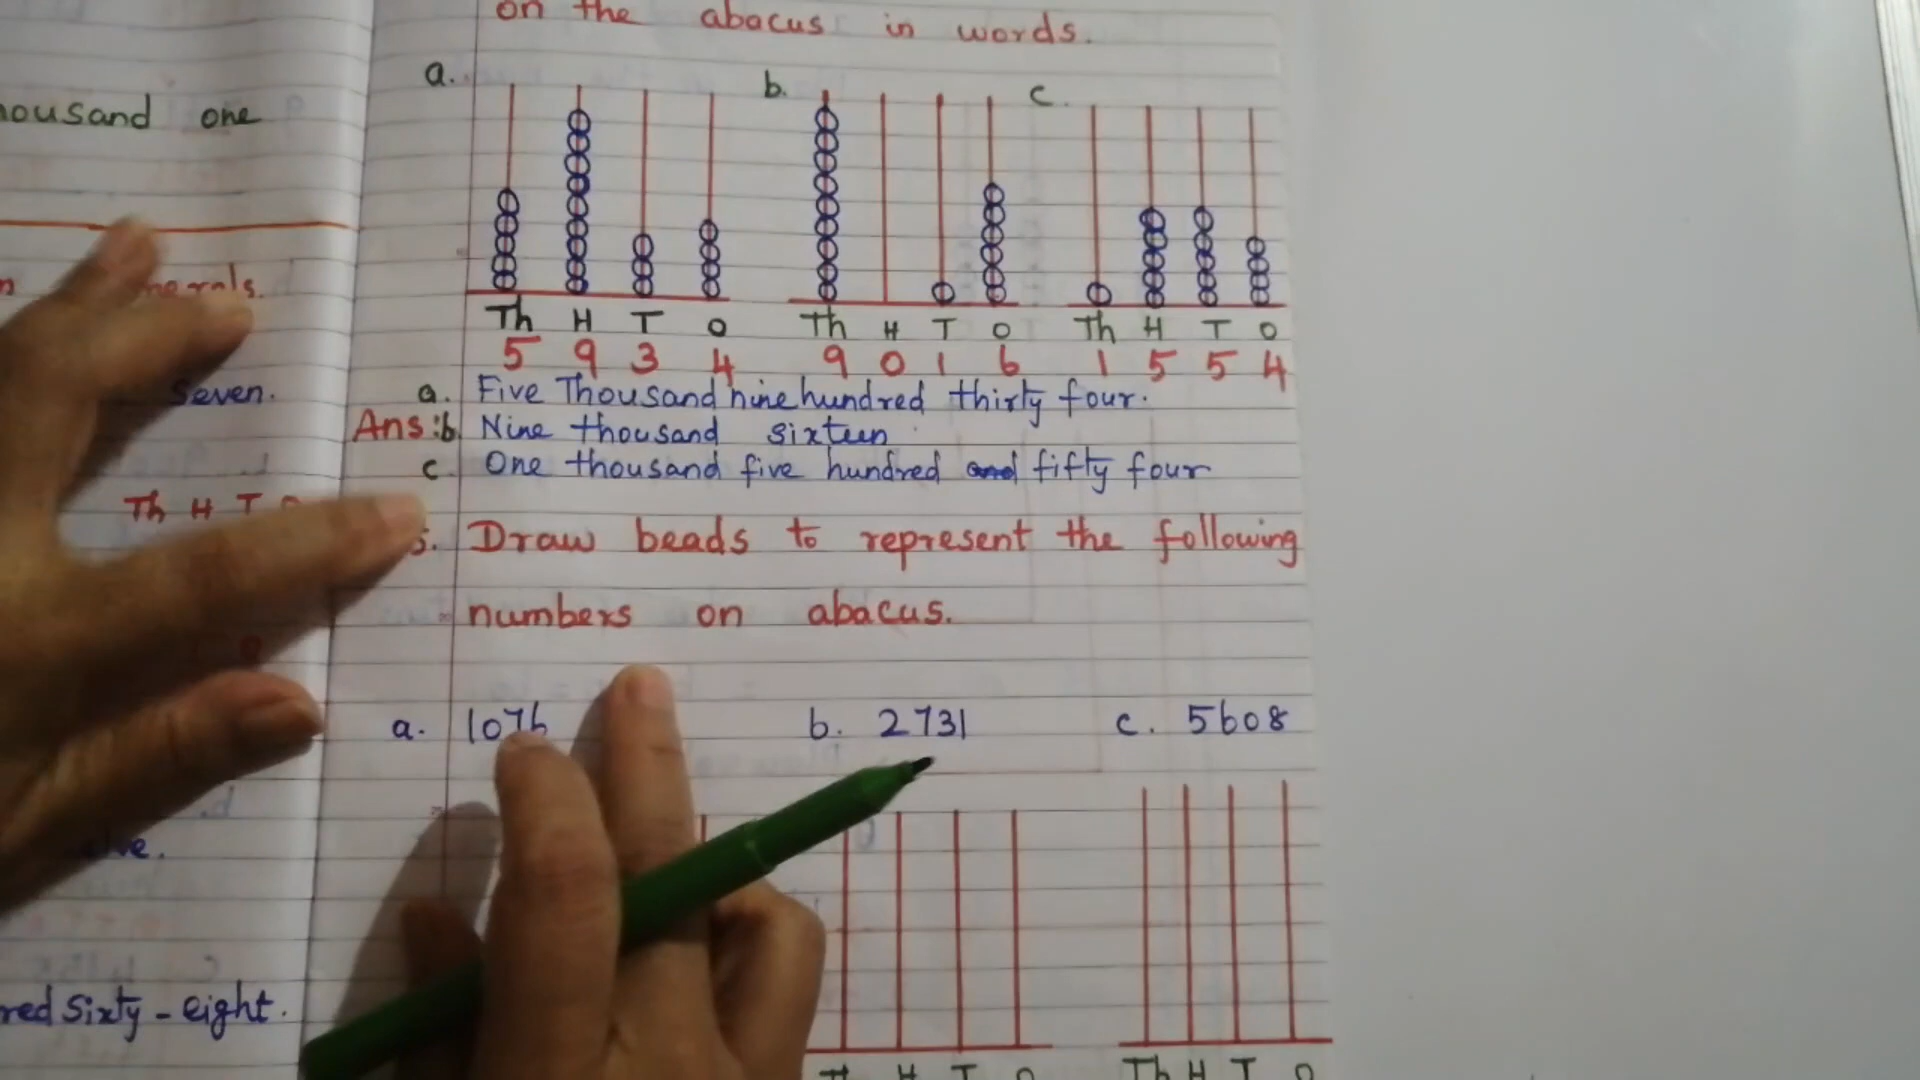 on the abacus in words.
a. b. c.
Th H T O Th H T O Th H T O
5 9 3 4 9 0 1 6 1 5 5 4
a. Five Thousand nine hundred thirty four.
Ans: b. Nine thousand sixteen
c. One thousand five hundred and fifty four
5. Draw beads to represent the following
numbers on abacus.
a. 1076 b. 2731 c. 5608
H T O Th H T O
one
Seven.
Th H T
Sixty - eight.